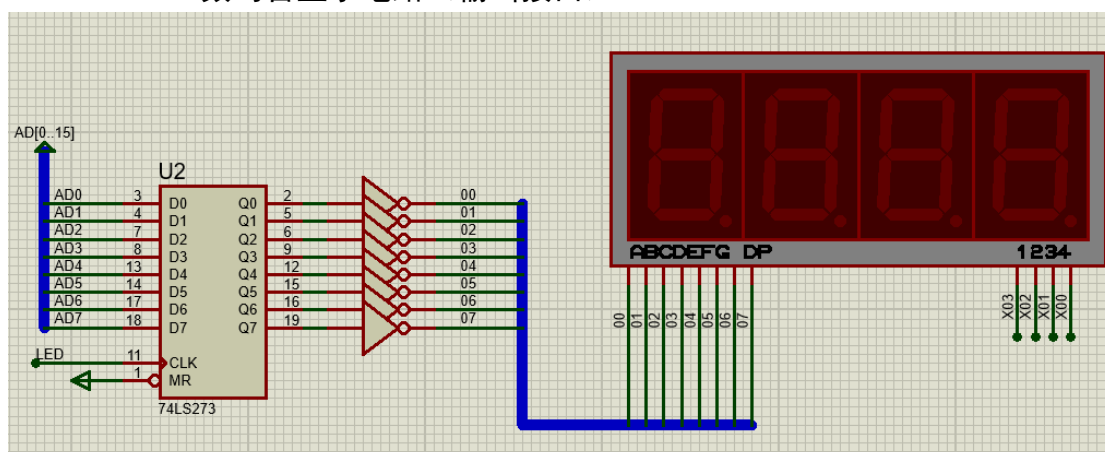 AD[0..15]
U2
AD0 3 D0 Q0 2 00
AD1 4 D1 Q1 5 01
AD2 7 D2 Q2 6 02
AD3 8 D3 Q3 9 03
AD4 13 D4 Q4 12 04
AD5 14 D5 Q5 15 05
AD6 17 D6 Q6 16 06
AD7 18 D7 Q7 19 07
LED 11 CLK
1 MR
74LS273
ABCDEFG DP 1234
00 01 02 03 04 05 06 07
X03 X02 X01 X00